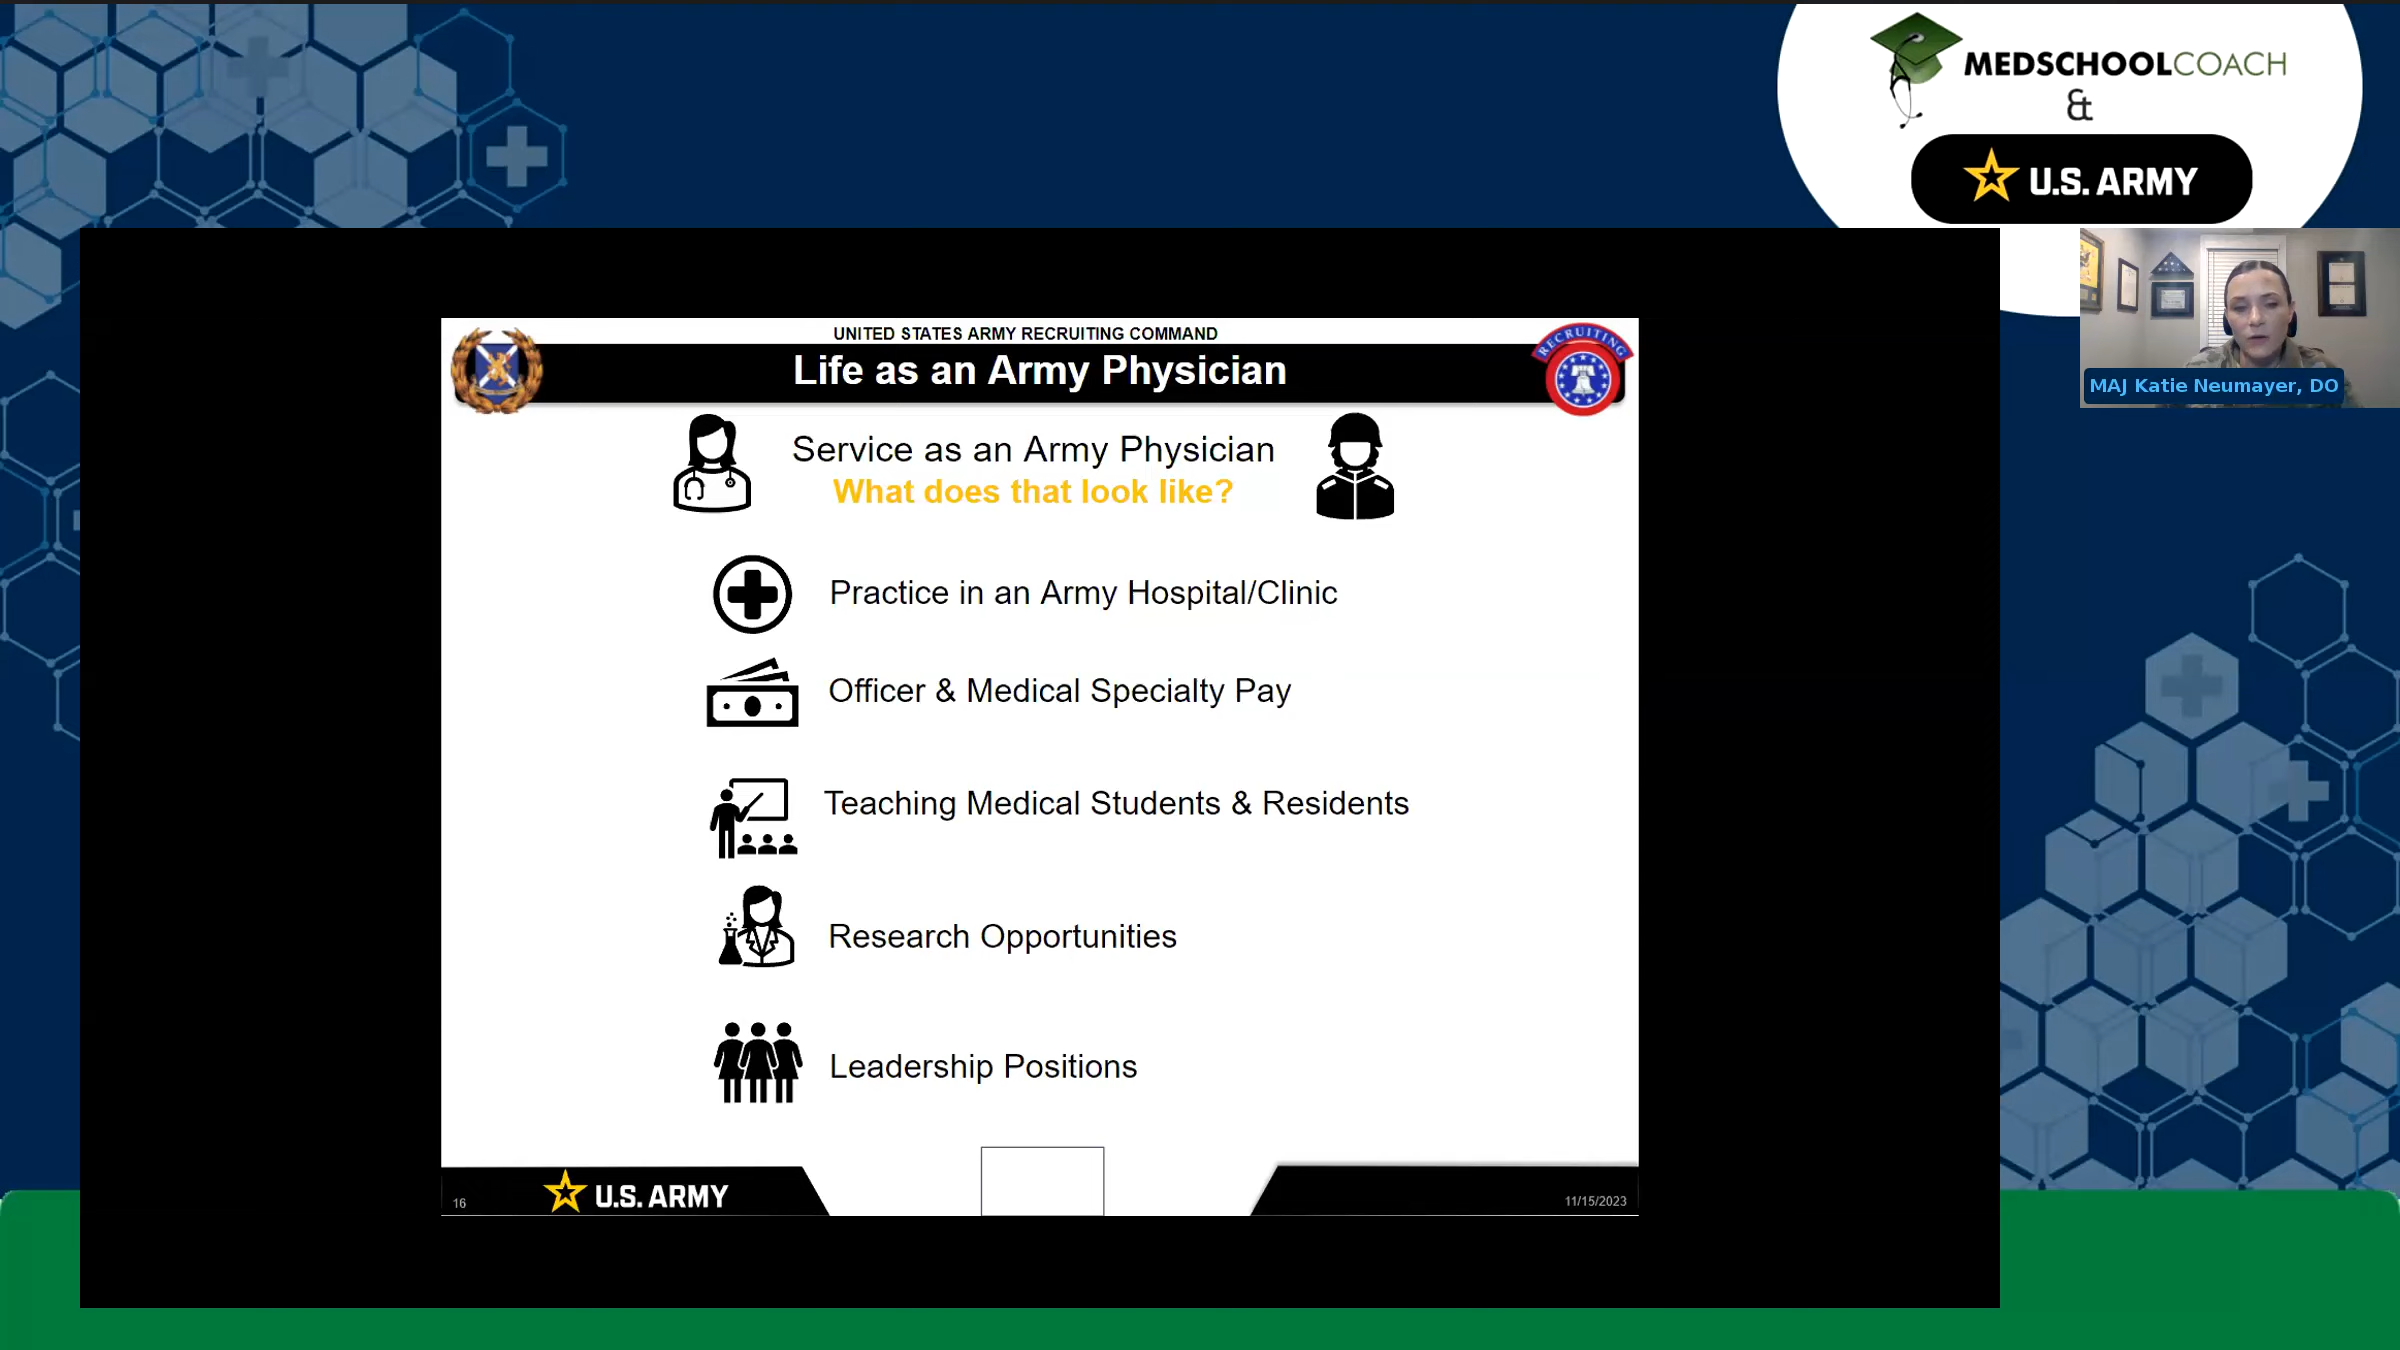 MEDSCHOOLCOACH
&
U.S. ARMY
MAJ Katie Neumayer, DO
UNITED STATES ARMY RECRUITING COMMAND
Life as an Army Physician
RECRUITING
Service as an Army Physician
What does that look like?
Practice in an Army Hospital/Clinic
Officer & Medical Specialty Pay
Teaching Medical Students & Residents
Research Opportunities
Leadership Positions
16
U.S. ARMY
11/15/2023